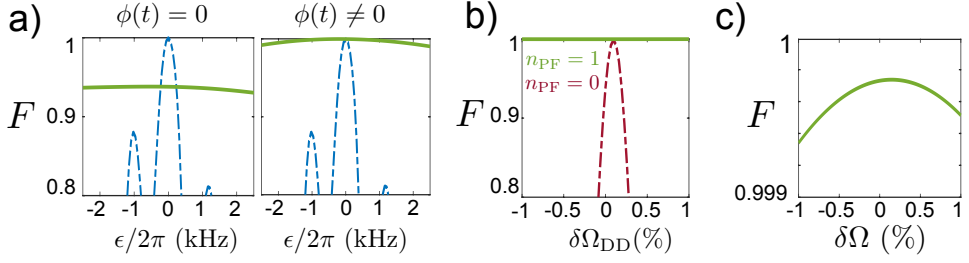 a)
ϕ(t) = 0
ϕ(t) ≠ 0
F
1
0.9
0.8
-2 -1 0 1 2
-2 -1 0 1 2
ϵ/2π (kHz)
ϵ/2π (kHz)
b)
n_PF = 1
n_PF = 0
F
1
0.9
0.8
-1 -0.5 0 0.5 1
δΩ_DD(%)
c)
F
1
0.999
-1 -0.5 0 0.5 1
δΩ (%)